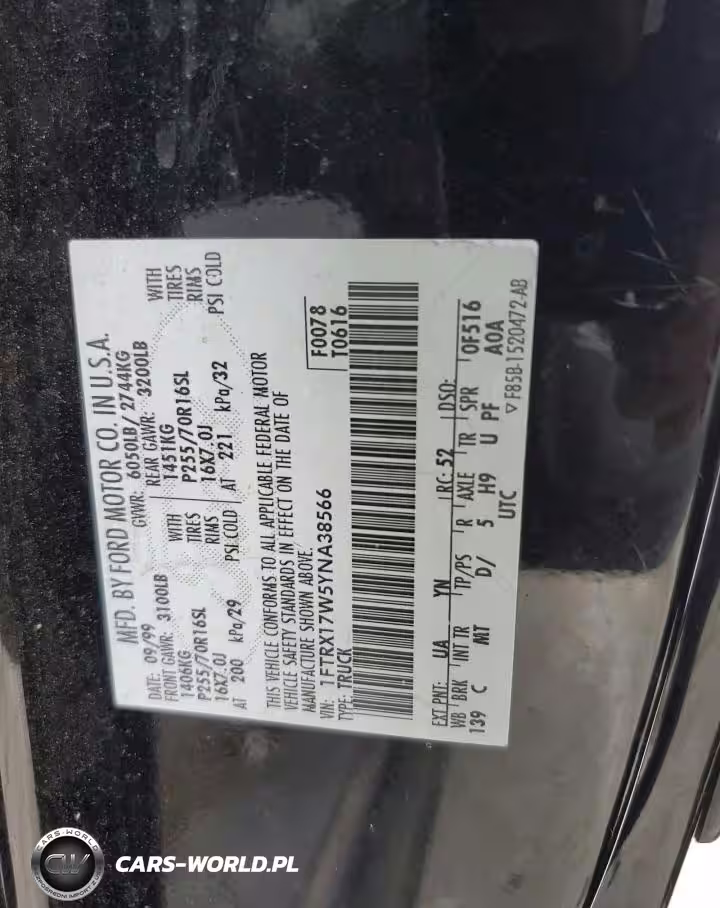 MFD. BY FORD MOTOR CO. IN U.S.A.
DATE: 09/99 GVWR: 6050LB/ 2744KG
FRONT GAWR: 3100LB REAR GAWR: 3200LB
1406KG WITH 1451KG WITH
P255/70R16SL TIRES P255/70R16SL TIRES
16X7.0J RIMS 16X7.0J RIMS
AT 200 kPa/29 PSI COLD AT 221 kPa/32 PSI COLD
THIS VEHICLE CONFORMS TO ALL APPLICABLE FEDERAL MOTOR
VEHICLE SAFETY STANDARDS IN EFFECT ON THE DATE OF
MANUFACTURE SHOWN ABOVE.
VIN: 1FTRX17W5YNA38566
TYPE: TRUCK
F0078
T0616
EXT PNT: UA YN RC: 52 DSO:
WB BRK INT TR TP/PS R AXLE TR SPR 0F516
139 C MT D/ 5 H9 U PF A0A
UTC
▽ F85B-1520472-AB
CARS-WORLD
CW
CARS-WORLD.PL